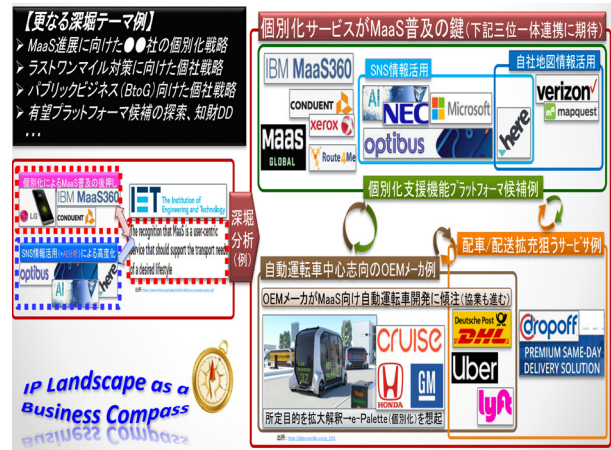 【更なる深堀テーマ例】
➢ MaaS進展に向けた●●社の個別化戦略
➢ ラストワンマイル対策に向けた個社戦略
➢ パブリックビジネス(BtoG)向けた個社戦略
➢ 有望プラットフォーマ候補の探索、知財DD
・・・
個別化サービスがMaaS普及の鍵(下記三位一体連携に期待)
IBM MaaS360
SNS情報活用
自社地図情報活用
CONDUENT
AI
NEC
Microsoft
verizon✓
mapquest
xerox
optibus
here
MaaS
GLOBAL
Route4Me
個別化支援機能プラットフォーマ候補例
個別化によるMaaS普及の後押し
IBM MaaS360
LG
CONDUENT
SNS情報活用(+AI分析)による高度化
optibus
AI
here
IET
The Institution of
Engineering and Technology
The recognition that MaaS is a user-centric
service that should support the transport needs
of a desired lifestyle
出所:
深堀
分析
(例)
自動運転車中心志向のOEMメーカ例
OEMメーカがMaaS向け自動運転車開発に傾注(協業も進む)
cruise
HONDA
GM
所定目的を拡大解釈→e-Palette(個別化)を想起
出所:
配車/配送拡充狙うサービサ例
Deutsche Post
DHL
Uber
lyft
dropoff
PREMIUM SAME-DAY
DELIVERY SOLUTION
IP Landscape as a
Business Compass